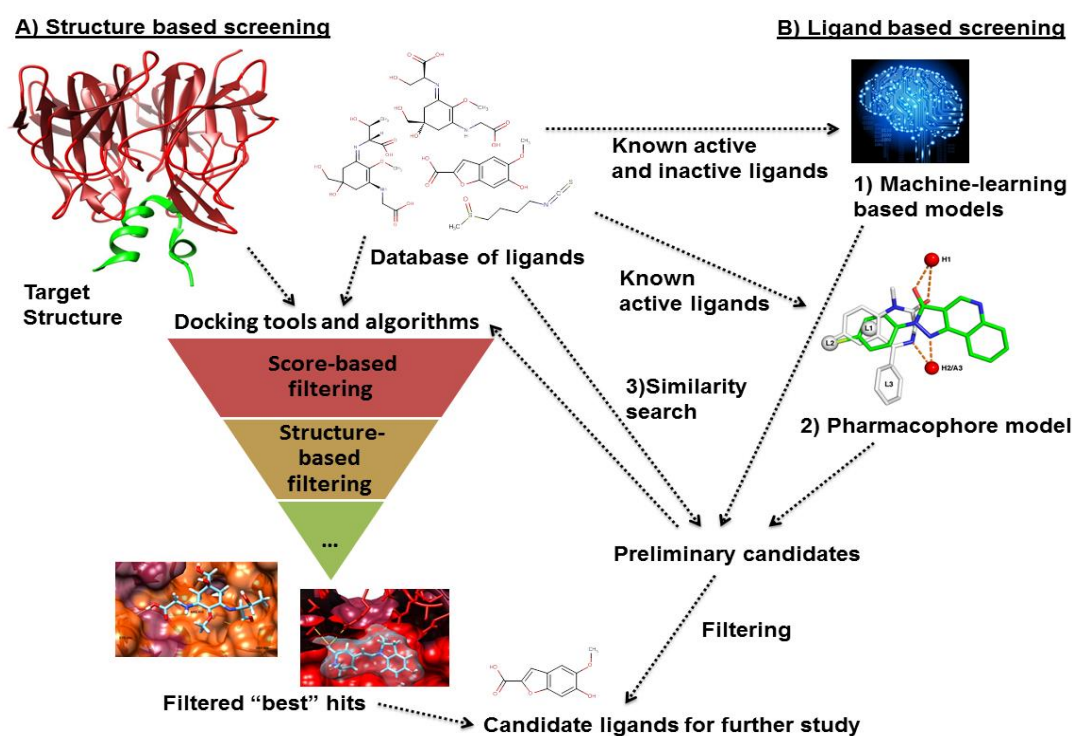 A) Structure based screening
B) Ligand based screening
Known active
and inactive ligands
1) Machine-learning
based models
Target
Structure
Database of ligands
Known
active ligands
H1
L1
L2
L3
H2/A3
Docking tools and algorithms
Score-based
filtering
3)Similarity
search
2) Pharmacophore model
Structure-
based
filtering
...
Preliminary candidates
Filtering
Filtered “best” hits
Candidate ligands for further study